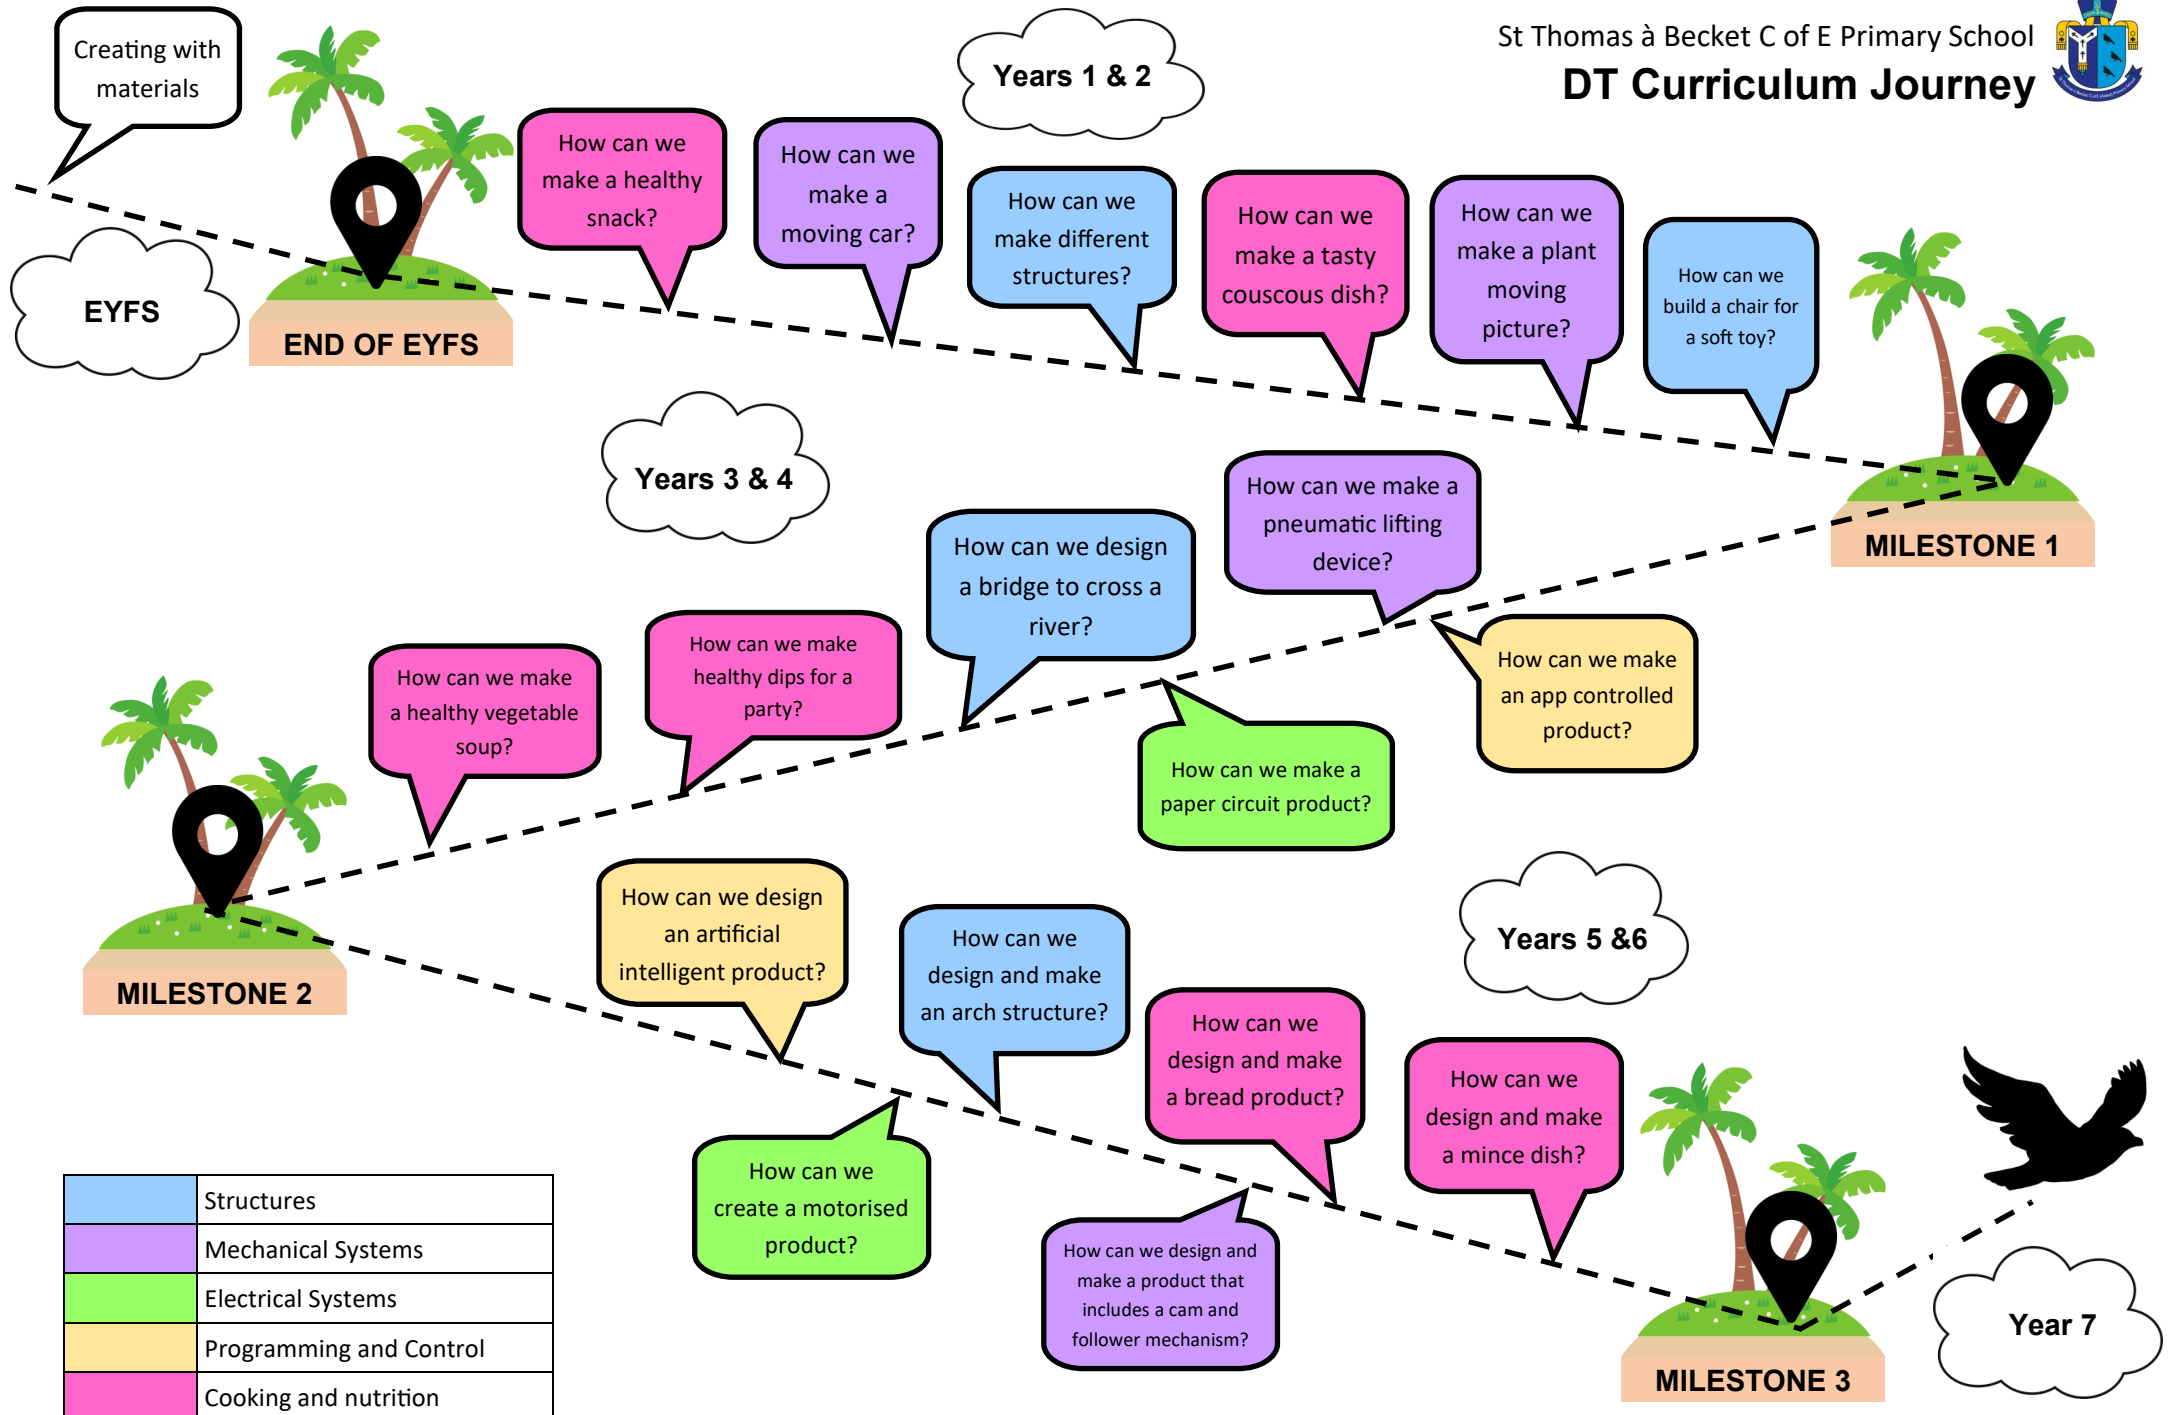 St Thomas à Becket C of E Primary School
DT Curriculum Journey
Creating with
materials
EYFS
END OF EYFS
Years 1 & 2
How can we
make a healthy
snack?
How can we
make a
moving car?
How can we
make different
structures?
How can we
make a tasty
couscous dish?
How can we
make a plant
moving
picture?
How can we
build a chair for
a soft toy?
MILESTONE 1
Years 3 & 4
How can we make
an app controlled
product?
How can we make a
pneumatic lifting
device?
How can we make a
paper circuit product?
How can we design
a bridge to cross a
river?
How can we make
healthy dips for a
party?
How can we make
a healthy vegetable
soup?
MILESTONE 2
Years 5 &6
How can we design
an artificial
intelligent product?
How can we
create a motorised
product?
How can we
design and make
an arch structure?
How can we design and
make a product that
includes a cam and
follower mechanism?
How can we
design and make
a bread product?
How can we
design and make
a mince dish?
MILESTONE 3
Year 7
Structures
Mechanical Systems
Electrical Systems
Programming and Control
Cooking and nutrition